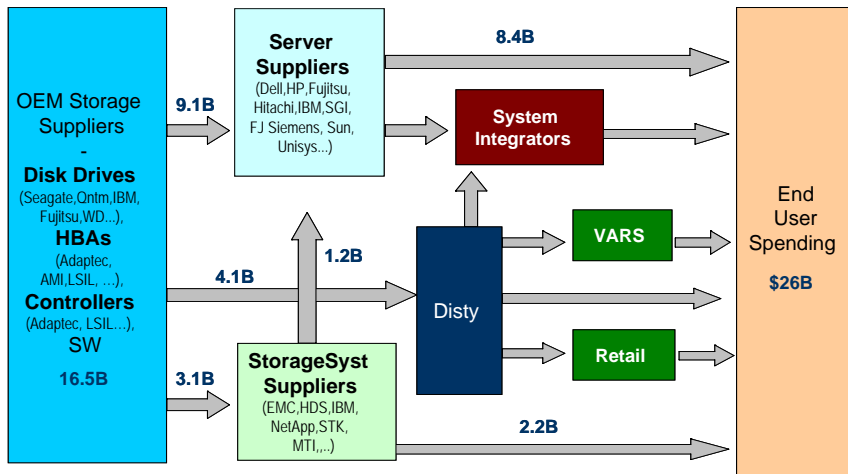 OEM Storage
Suppliers
-
Disk Drives
(Seagate,Qntm,IBM,
Fujitsu,WD...),
HBAs
(Adaptec,
AMI,LSIL, ...),
Controllers
(Adaptec, LSIL...),
SW
16.5B
9.1B
4.1B
3.1B
Server
Suppliers
(Dell,HP,Fujitsu,
Hitachi,IBM,SGI,
FJ Siemens, Sun,
Unisys...)
1.2B
StorageSyst
Suppliers
(EMC,HDS,IBM,
NetApp,STK,
MTI,,..)
8.4B
System
Integrators
Disty
VARS
Retail
2.2B
End
User
Spending
$26B